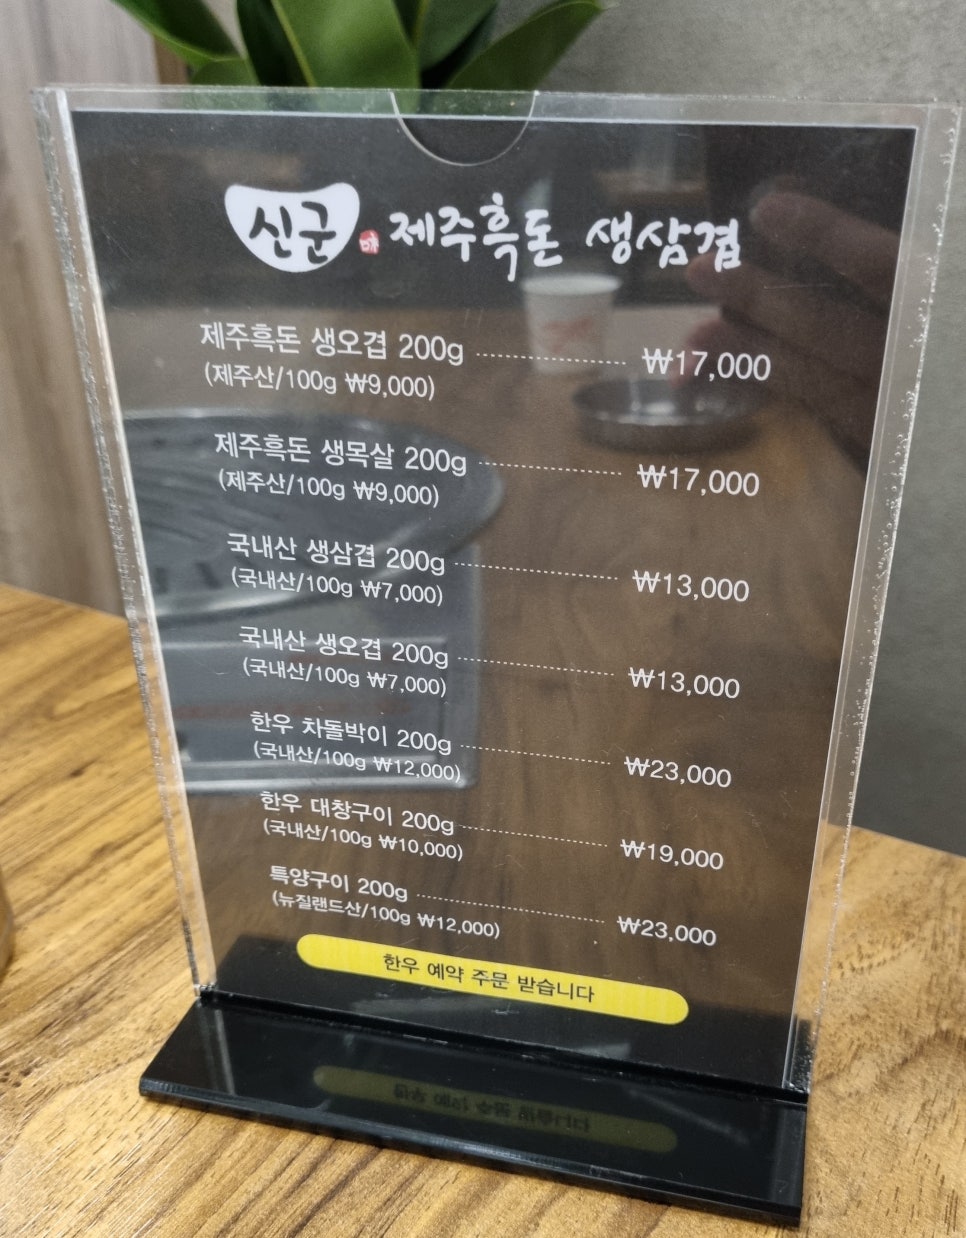 신군 味 제주흑돈 생삼겹
제주흑돈 생오겹 200g ₩17,000
(제주산/100g ₩9,000)
제주흑돈 생목살 200g ₩17,000
(제주산/100g ₩9,000)
국내산 생삼겹 200g ₩13,000
(국내산/100g ₩7,000)
국내산 생오겹 200g ₩13,000
(국내산/100g ₩7,000)
한우 차돌박이 200g ₩23,000
(국내산/100g ₩12,000)
한우 대창구이 200g ₩19,000
(국내산/100g ₩10,000)
특양구이 200g ₩23,000
(뉴질랜드산/100g ₩12,000)
한우 예약 주문 받습니다